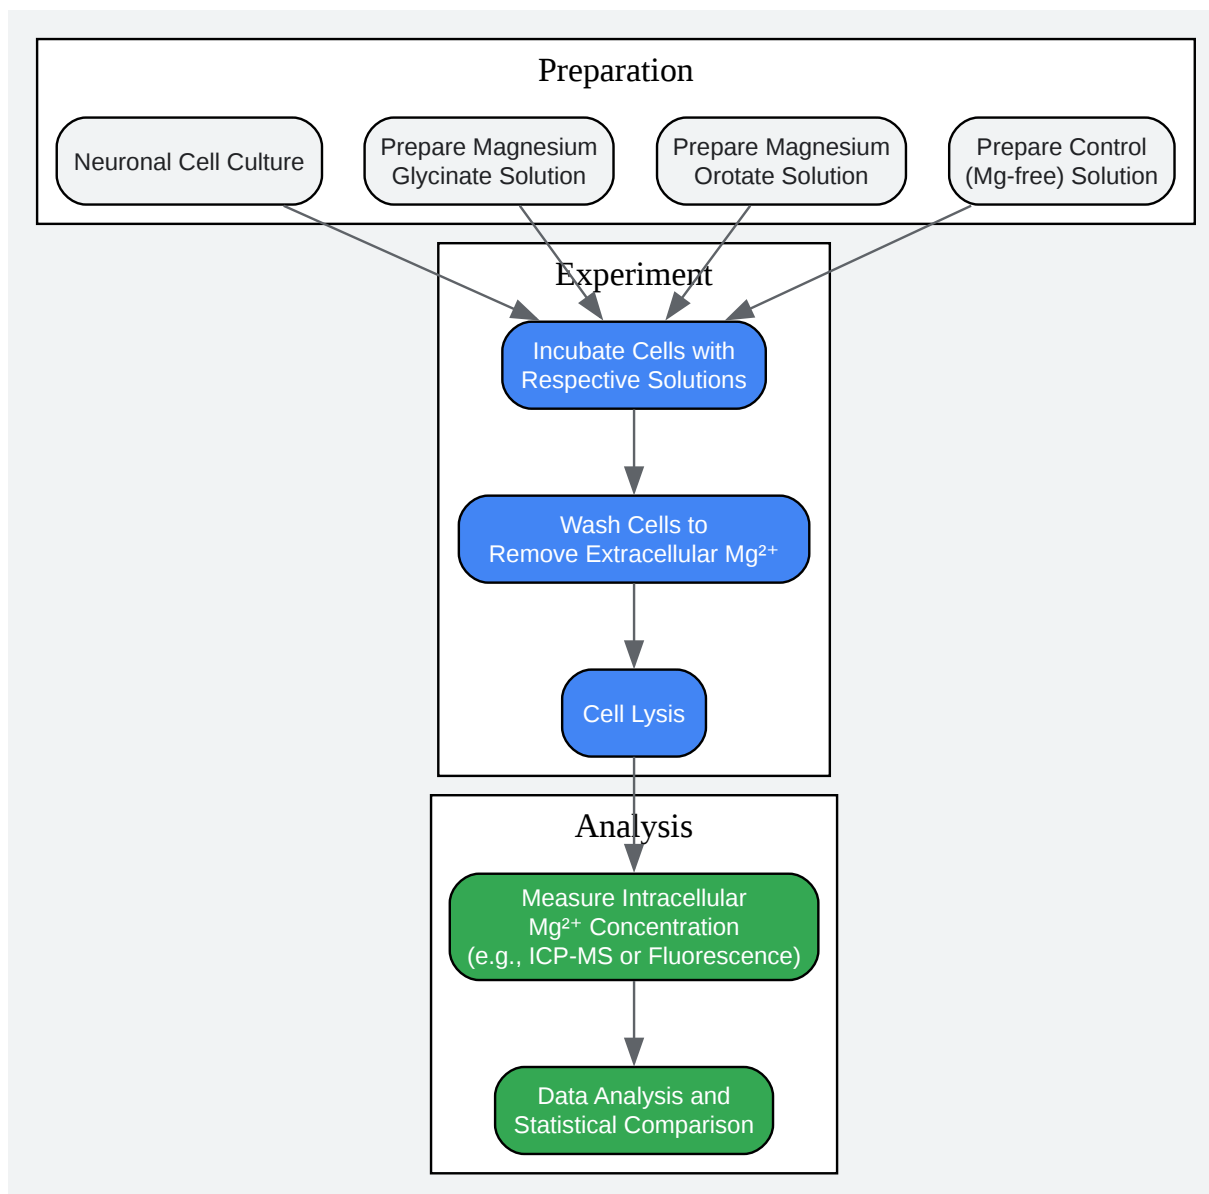 Preparation
Neuronal Cell Culture
Prepare Magnesium
Glycinate Solution
Prepare Magnesium
Orotate Solution
Prepare Control
(Mg-free) Solution
Experiment
Incubate Cells with
Respective Solutions
Wash Cells to
Remove Extracellular Mg²⁺
Cell Lysis
Analysis
Measure Intracellular
Mg²⁺ Concentration
(e.g., ICP-MS or Fluorescence)
Data Analysis and
Statistical Comparison